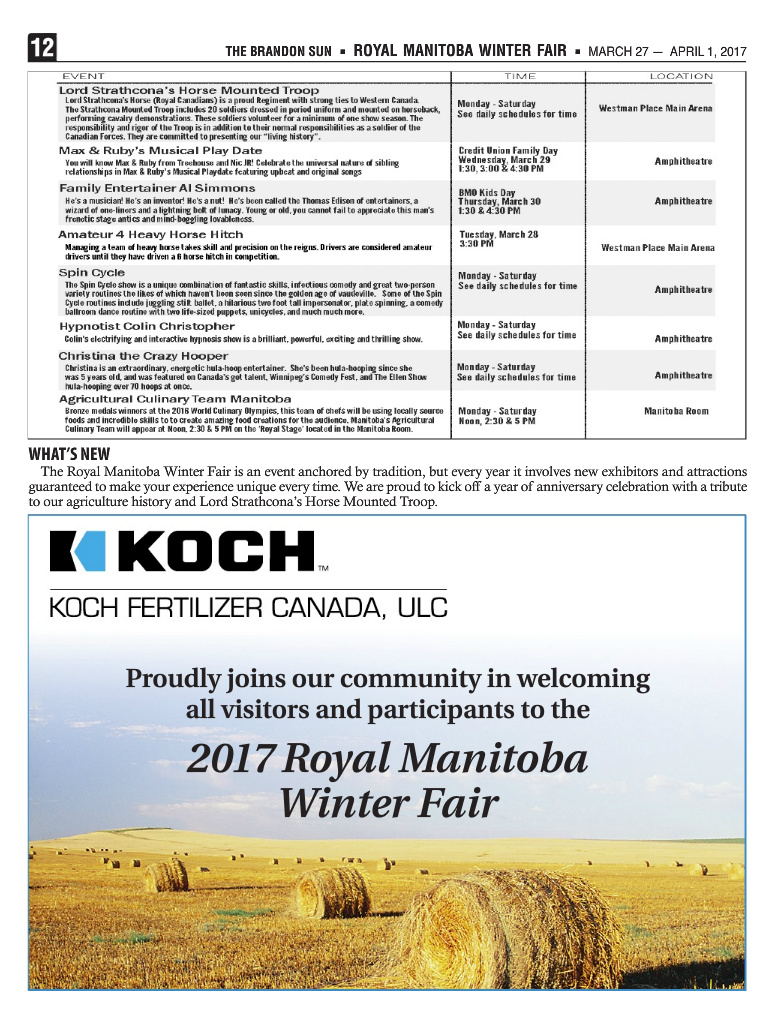 12
THE BRANDON SUN ▪ ROYAL MANITOBA WINTER FAIR ▪ MARCH 27 — APRIL 1, 2017
EVENT TIME LOCATION
Lord Strathcona's Horse Mounted Troop
Lord Strathcona's Horse (Royal Canadians) is a proud Regiment with strong ties to Western Canada.
The Strathcona Mounted Troop includes 20 soldiers dressed in period uniform and mounted on horseback,
performing cavalry demonstrations. These soldiers volunteer for a minimum of one show season. The
responsibility and rigor of the Troop is in addition to their normal responsibilities as a soldier of the
Canadian Forces. They are committed to presenting our "living history".
Monday - Saturday
See daily schedules for time
Westman Place Main Arena
Max & Ruby's Musical Play Date
You will know Max & Ruby from Treehouse and Nic JR! Celebrate the universal nature of sibling
relationships in Max & Ruby's Musical Playdate featuring upbeat and original songs
Credit Union Family Day
Wednesday, March 29
1:30, 3:00 & 4:30 PM
Amphitheatre
Family Entertainer Al Simmons
He's a musician! He's an inventor! He's a nut! He's been called the Thomas Edison of entertainers, a
wizard of one-liners and a lightning bolt of lunacy. Young or old, you cannot fail to appreciate this man's
frenetic stage antics and mind-boggling lovableness.
BMO Kids Day
Thursday, March 30
1:30 & 4:30 PM
Amphitheatre
Amateur 4 Heavy Horse Hitch
Managing a team of heavy horse takes skill and precision on the reigns. Drivers are considered amateur
drivers until they have driven a 6 horse hitch in competition.
Tuesday, March 28
3:30 PM
Westman Place Main Arena
Spin Cycle
The Spin Cycle show is a unique combination of fantastic skills, infectious comedy and great two-person
variety routines the likes of which haven't been seen since the golden age of vaudeville. Some of the Spin
Cycle routines include juggling stilt ballet, a hilarious two foot tall impersonator, plate spinning, a comedy
ballroom dance routine with two life-sized puppets, unicycles, and much much more.
Monday - Saturday
See daily schedules for time
Amphitheatre
Hypnotist Colin Christopher
Colin's electrifying and interactive hypnosis show is a brilliant, powerful, exciting and thrilling show.
Monday - Saturday
See daily schedules for time
Amphitheatre
Christina the Crazy Hooper
Christina is an extraordinary, energetic hula-hoop entertainer. She's been hula-hooping since she
was 5 years old, and was featured on Canada's got talent, Winnipeg's Comedy Fest, and The Ellen Show
hula-hooping over 70 hoops at once.
Monday - Saturday
See daily schedules for time
Amphitheatre
Agricultural Culinary Team Manitoba
Bronze medals winners at the 2016 World Culinary Olympics, this team of chefs will be using locally source
foods and incredible skills to to create amazing food creations for the audience. Manitoba's Agricultural
Culinary Team will appear at Noon, 2:30 & 5 PM on the 'Royal Stage' located in the Manitoba Room.
Monday - Saturday
Noon, 2:30 & 5 PM
Manitoba Room
WHAT'S NEW
The Royal Manitoba Winter Fair is an event anchored by tradition, but every year it involves new exhibitors and attractions
guaranteed to make your experience unique every time. We are proud to kick off a year of anniversary celebration with a tribute
to our agriculture history and Lord Strathcona's Horse Mounted Troop.
KOCH™
KOCH FERTILIZER CANADA, ULC
Proudly joins our community in welcoming
all visitors and participants to the
2017 Royal Manitoba
Winter Fair